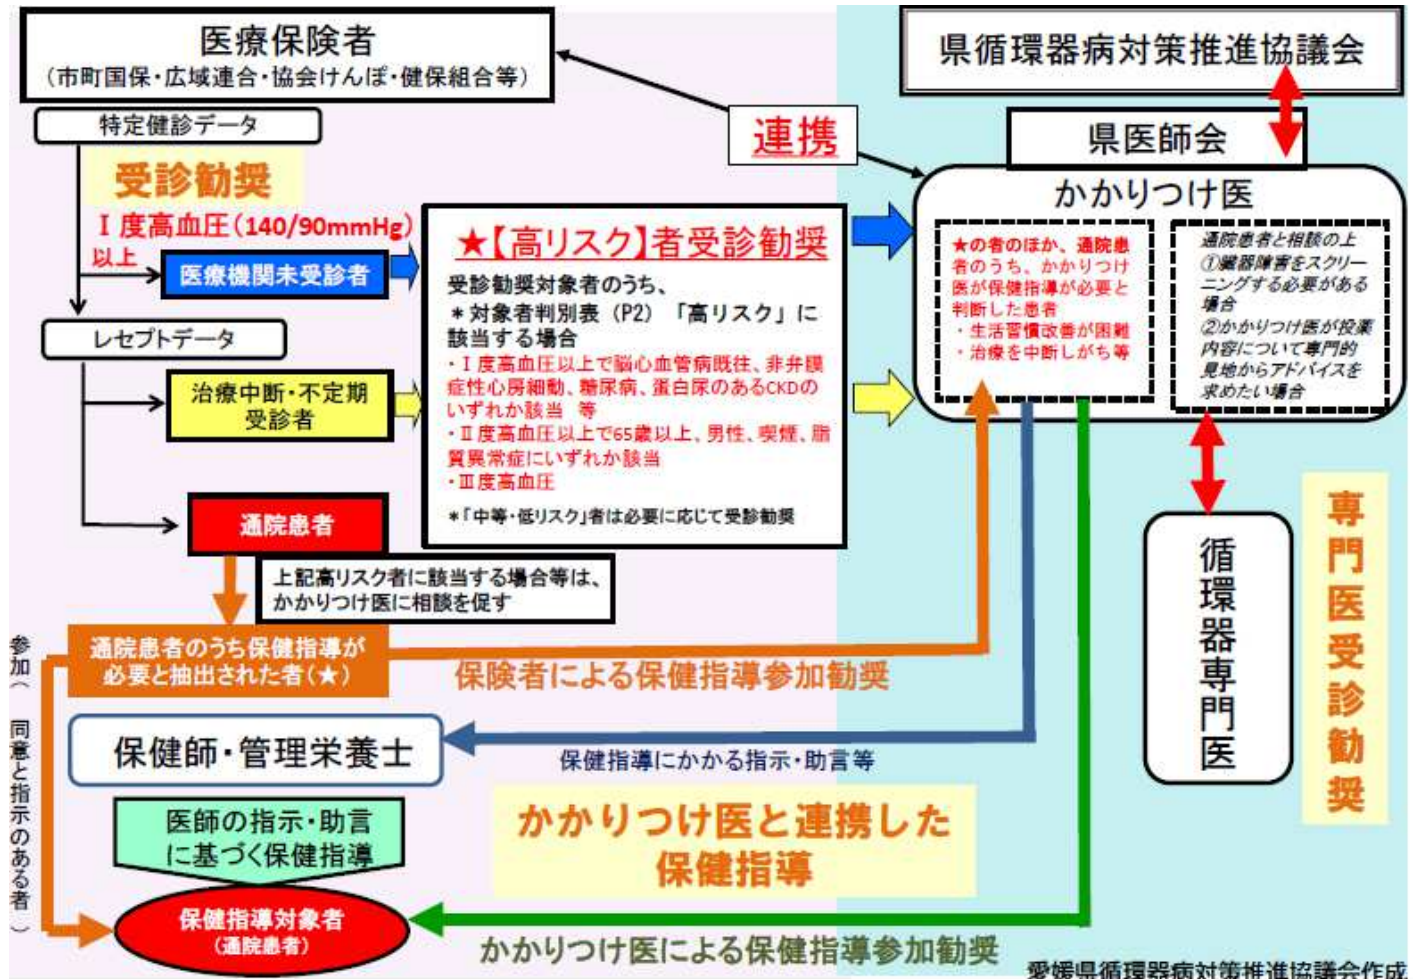 医療保険者
（市町国保・広域連合・協会けんぽ・健保組合等）
県循環器病対策推進協議会
特定健診データ
連携
県医師会
受診勧奨
かかりつけ医
Ⅰ度高血圧（140/90mmHg）
以上
医療機関未受診者
★【高リスク】者受診勧奨
受診勧奨対象者のうち、
＊対象者判別表（P2）「高リスク」に
該当する場合
・Ⅰ度高血圧以上で脳心血管病既往、非弁膜
症性心房細動、糖尿病、蛋白尿のあるCKDの
いずれか該当 等
・Ⅱ度高血圧以上で65歳以上、男性、喫煙、脂
質異常症にいずれか該当
・Ⅲ度高血圧
＊「中等・低リスク」者は必要に応じて受診勧奨
★の者のほか、通院患
者のうち、かかりつけ
医が保健指導が必要と
判断した患者
・生活習慣改善が困難
・治療を中断しがち等
通院患者と相談の上
①臓器障害をスクリー
ニングする必要がある
場合
②かかりつけ医が投薬
内容について専門的
見地からアドバイスを
求めたい場合
レセプトデータ
治療中断・不定期
受診者
通院患者
上記高リスク者に該当する場合等は、
かかりつけ医に相談を促す
循環器専門医
専門医受診勧奨
参加（ 同意と指示のある者 ）
通院患者のうち保健指導が
必要と抽出された者（★）
保険者による保健指導参加勧奨
保健師・管理栄養士
保健指導にかかる指示・助言等
医師の指示・助言
に基づく保健指導
かかりつけ医と連携した
保健指導
保健指導対象者
（通院患者）
かかりつけ医による保健指導参加勧奨
愛媛県循環器病対策推進協議会作成